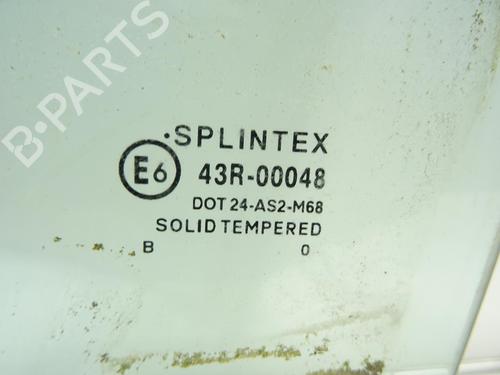 B-PARTS
·SPLINTEX
E6 43R-00048
DOT 24-AS2-M68
SOLID TEMPERED
B 0